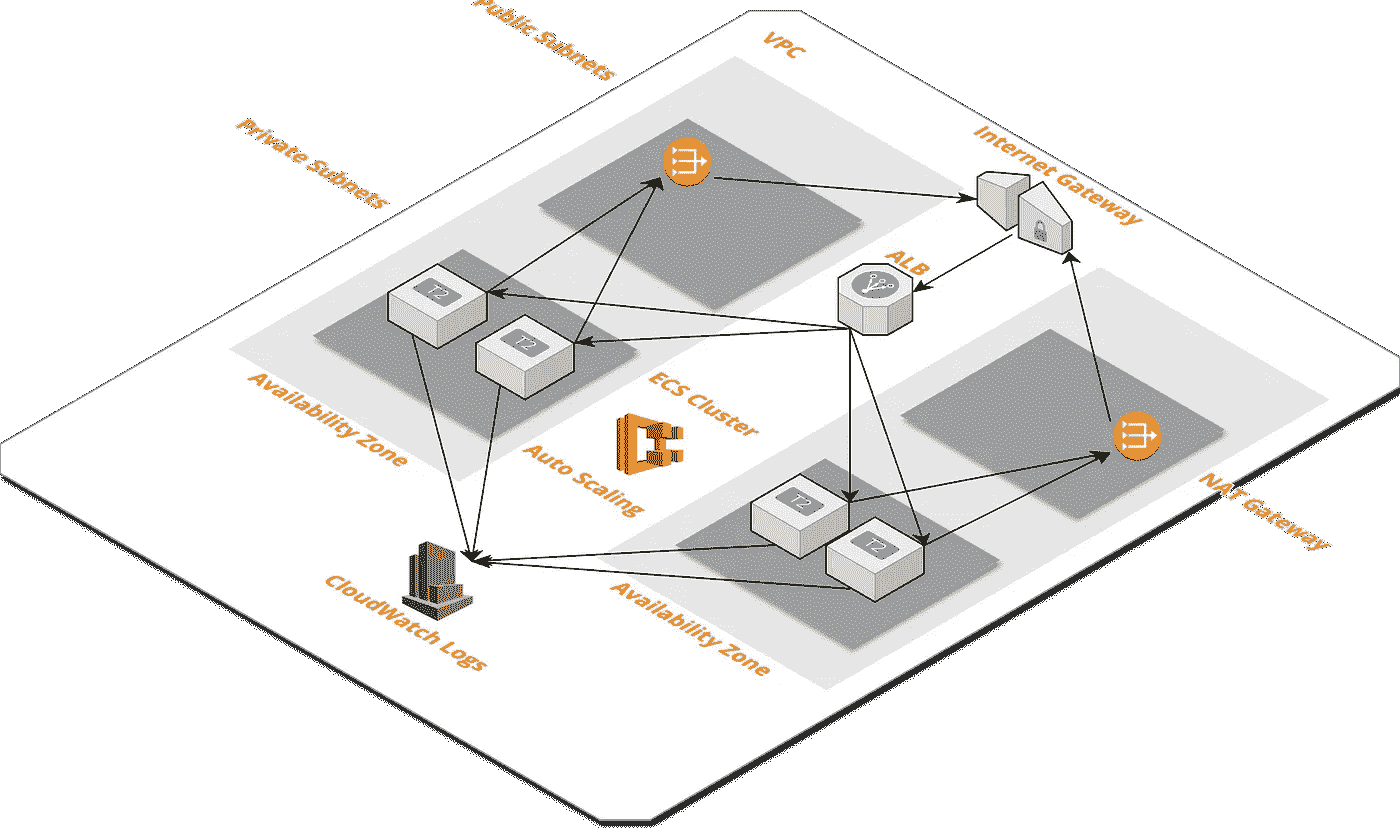 Public Subnets
VPC
Private Subnets
Internet Gateway
ALB
T2
T2
ECS Cluster
Availability Zone
Auto Scaling
NAT Gateway
T2
T2
CloudWatch Logs
Availability Zone